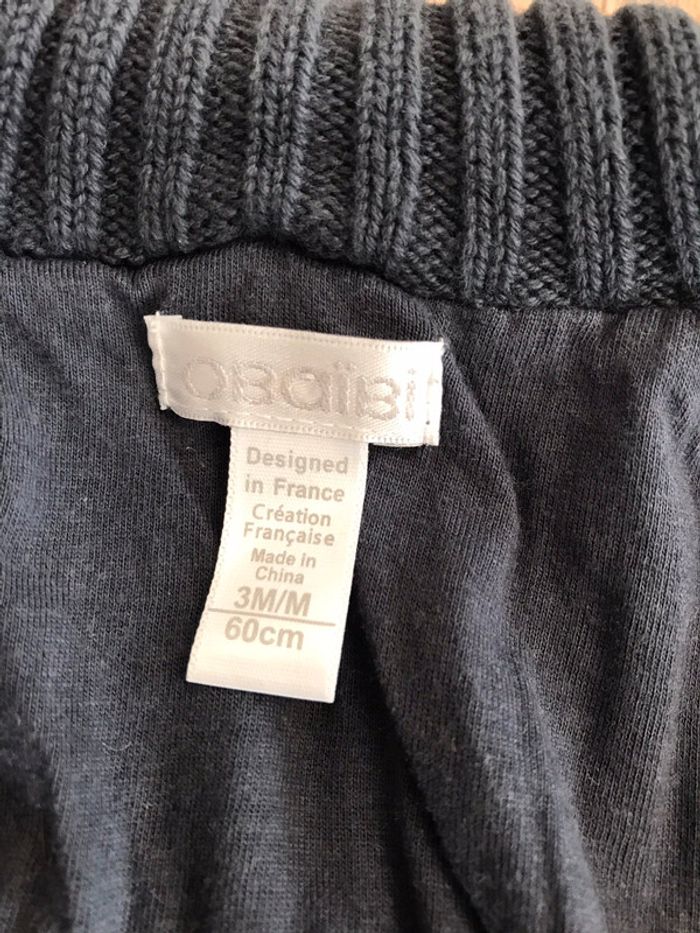 OBAÏBI
Designed
in France
Création
Française
Made in
China
3M/M
60cm